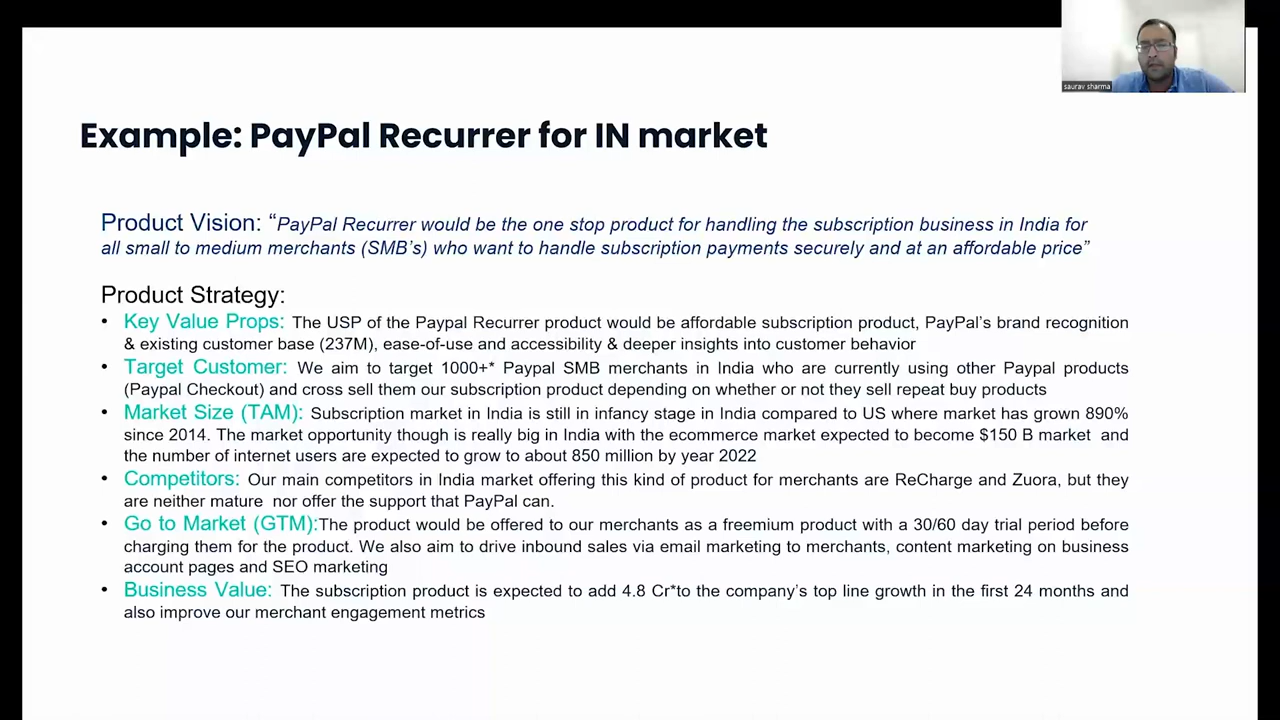 saurav sharma
Example: PayPal Recurrer for IN market
Product Vision: “PayPal Recurrer would be the one stop product for handling the subscription business in India for
all small to medium merchants (SMB’s) who want to handle subscription payments securely and at an affordable price”
Product Strategy:
• Key Value Props: The USP of the Paypal Recurrer product would be affordable subscription product, PayPal’s brand recognition
& existing customer base (237M), ease-of-use and accessibility & deeper insights into customer behavior
• Target Customer: We aim to target 1000+* Paypal SMB merchants in India who are currently using other Paypal products
(Paypal Checkout) and cross sell them our subscription product depending on whether or not they sell repeat buy products
• Market Size (TAM): Subscription market in India is still in infancy stage in India compared to US where market has grown 890%
since 2014. The market opportunity though is really big in India with the ecommerce market expected to become $150 B market and
the number of internet users are expected to grow to about 850 million by year 2022
• Competitors: Our main competitors in India market offering this kind of product for merchants are ReCharge and Zuora, but they
are neither mature nor offer the support that PayPal can.
• Go to Market (GTM):The product would be offered to our merchants as a freemium product with a 30/60 day trial period before
charging them for the product. We also aim to drive inbound sales via email marketing to merchants, content marketing on business
account pages and SEO marketing
• Business Value: The subscription product is expected to add 4.8 Cr*to the company’s top line growth in the first 24 months and
also improve our merchant engagement metrics